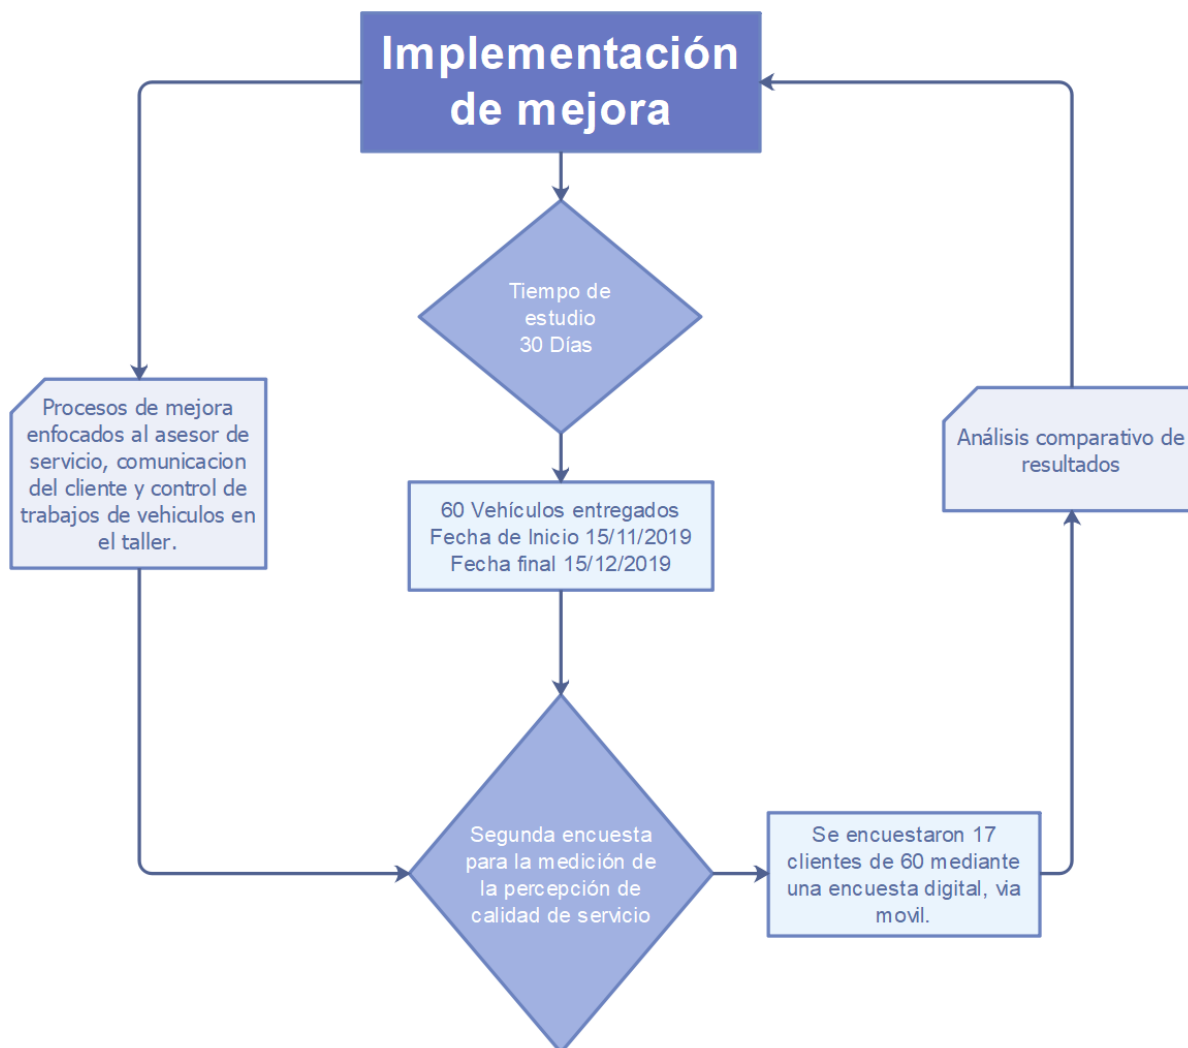 Implementación
de mejora
Tiempo de
estudio
30 Días
Procesos de mejora
enfocados al asesor de
servicio, comunicacion
del cliente y control de
trabajos de vehiculos en
el taller.
60 Vehículos entregados
Fecha de Inicio 15/11/2019
Fecha final 15/12/2019
Análisis comparativo de
resultados
Segunda encuesta
para la medición de
la percepción de
calidad de servicio
Se encuestaron 17
clientes de 60 mediante
una encuesta digital, via
movil.